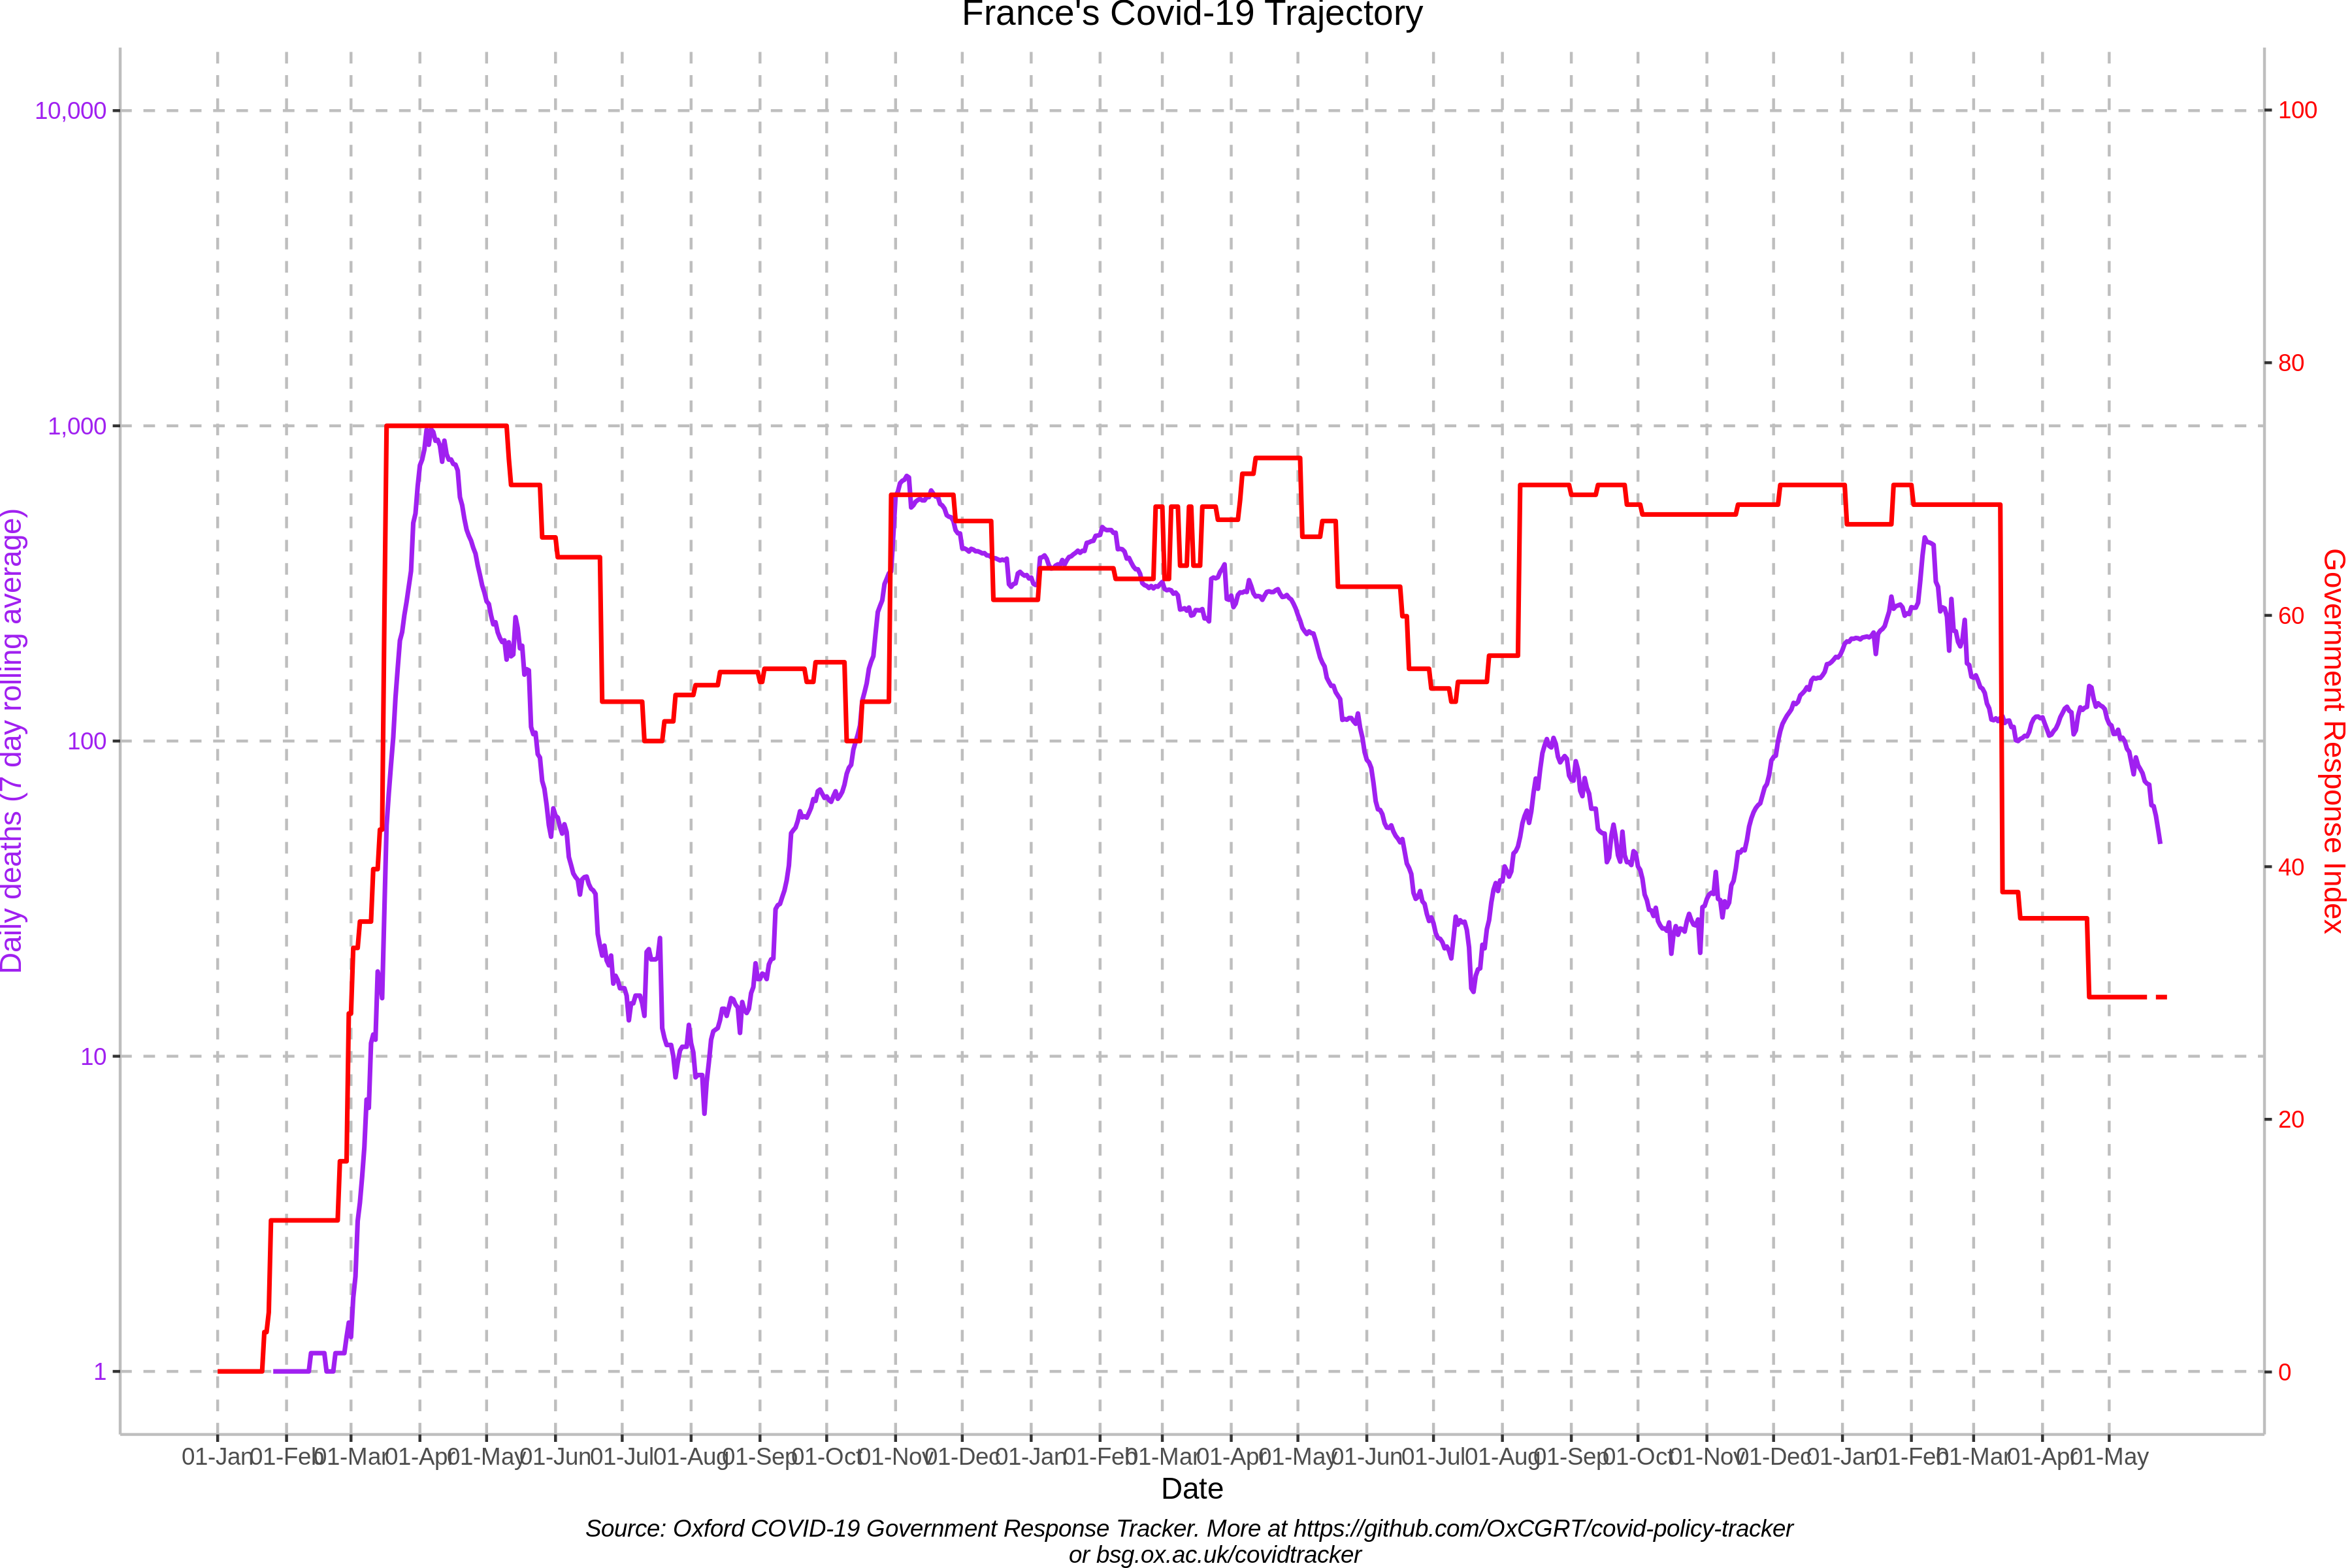 France's Covid-19 Trajectory
10,000
1,000
100
10
1
Daily deaths (7 day rolling average)
100
80
60
40
20
0
Government Response Index
01-Jan 01-Feb 01-Mar 01-Apr 01-May 01-Jun 01-Jul 01-Aug 01-Sep 01-Oct 01-Nov 01-Dec 01-Jan 01-Feb 01-Mar 01-Apr 01-May 01-Jun 01-Jul 01-Aug 01-Sep 01-Oct 01-Nov 01-Dec 01-Jan 01-Feb 01-Mar 01-Apr 01-May
Date
Source: Oxford COVID-19 Government Response Tracker. More at https://github.com/OxCGRT/covid-policy-tracker
or bsg.ox.ac.uk/covidtracker